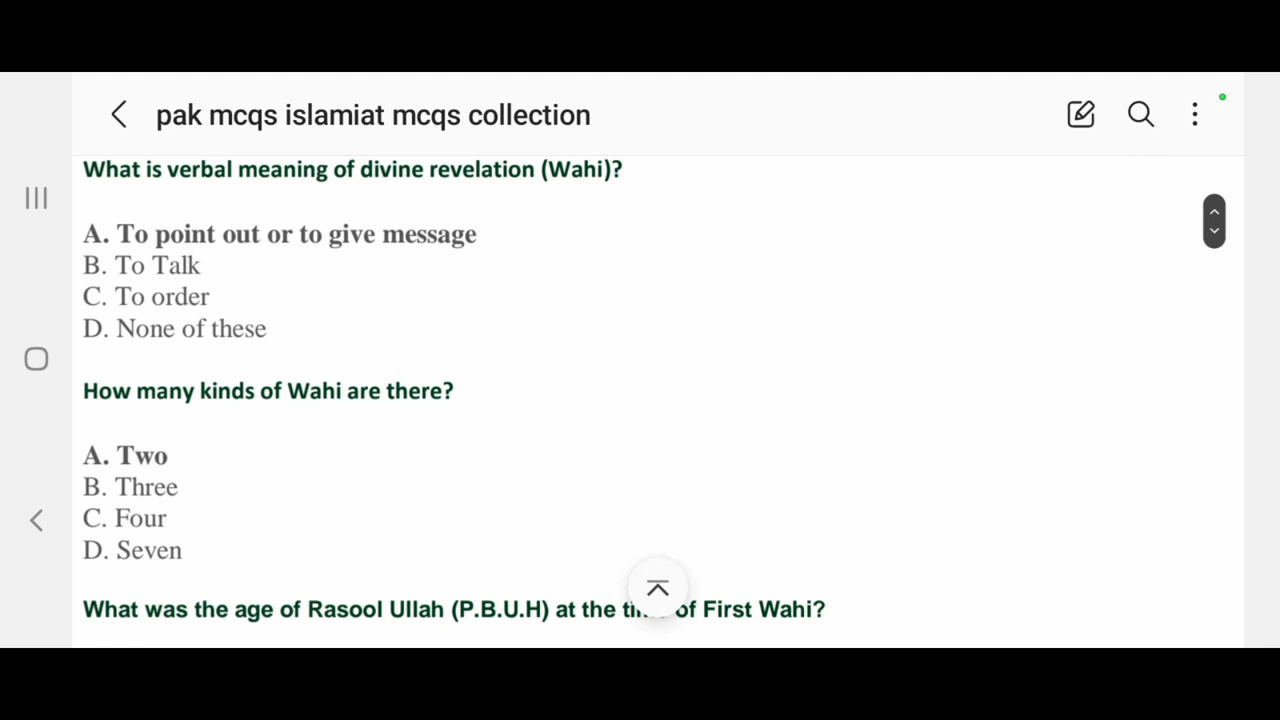 pak mcqs islamiat mcqs collection
What is verbal meaning of divine revelation (Wahi)?
A. To point out or to give message
B. To Talk
C. To order
D. None of these
How many kinds of Wahi are there?
A. Two
B. Three
C. Four
D. Seven
What was the age of Rasool Ullah (P.B.U.H) at the of First Wahi?